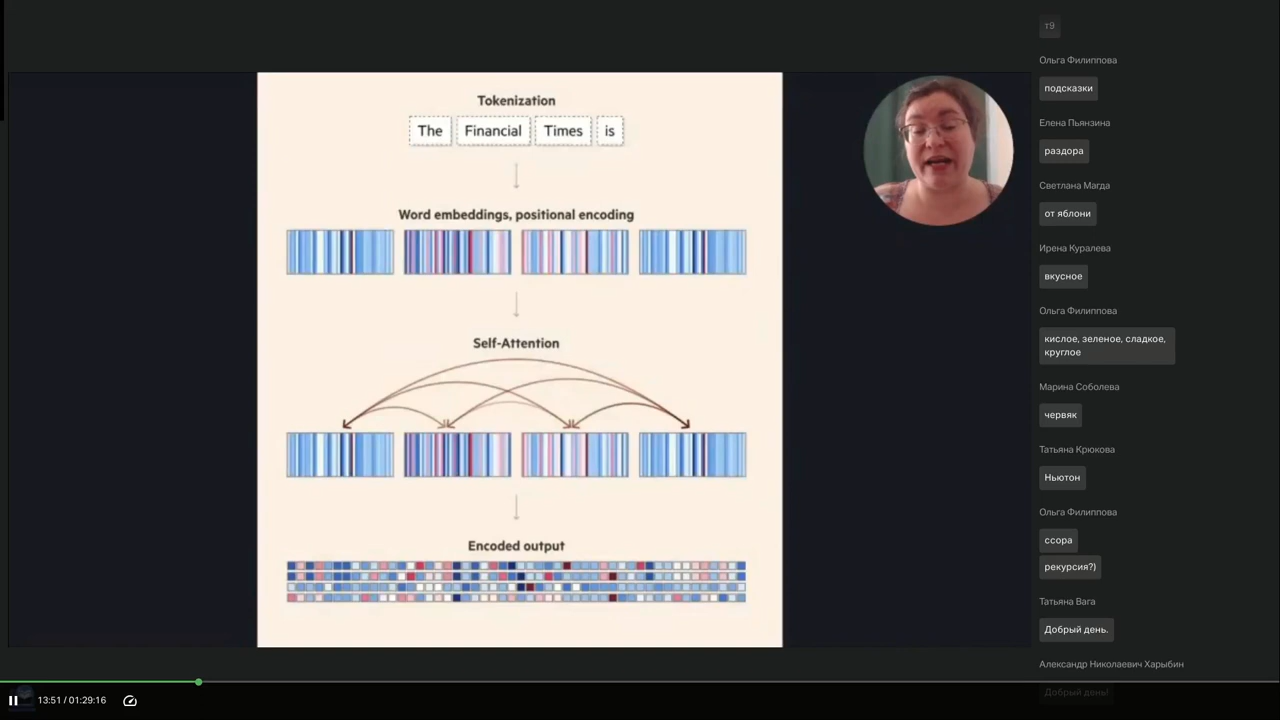 Tokenization
The Financial Times is
Word embeddings, positional encoding
Self-Attention
Encoded output
т9
Ольга Филиппова
подсказки
Елена Пьянзина
раздора
Светлана Магда
от яблони
Ирена Куралева
вкусное
Ольга Филиппова
кислое, зеленое, сладкое,
круглое
Марина Соболева
червяк
Татьяна Крюкова
Ньютон
Ольга Филиппова
ссора
рекурсия?)
Татьяна Вага
Добрый день.
Александр Николаевич Харыбин
Добрый день!
13:51 / 01:29:16